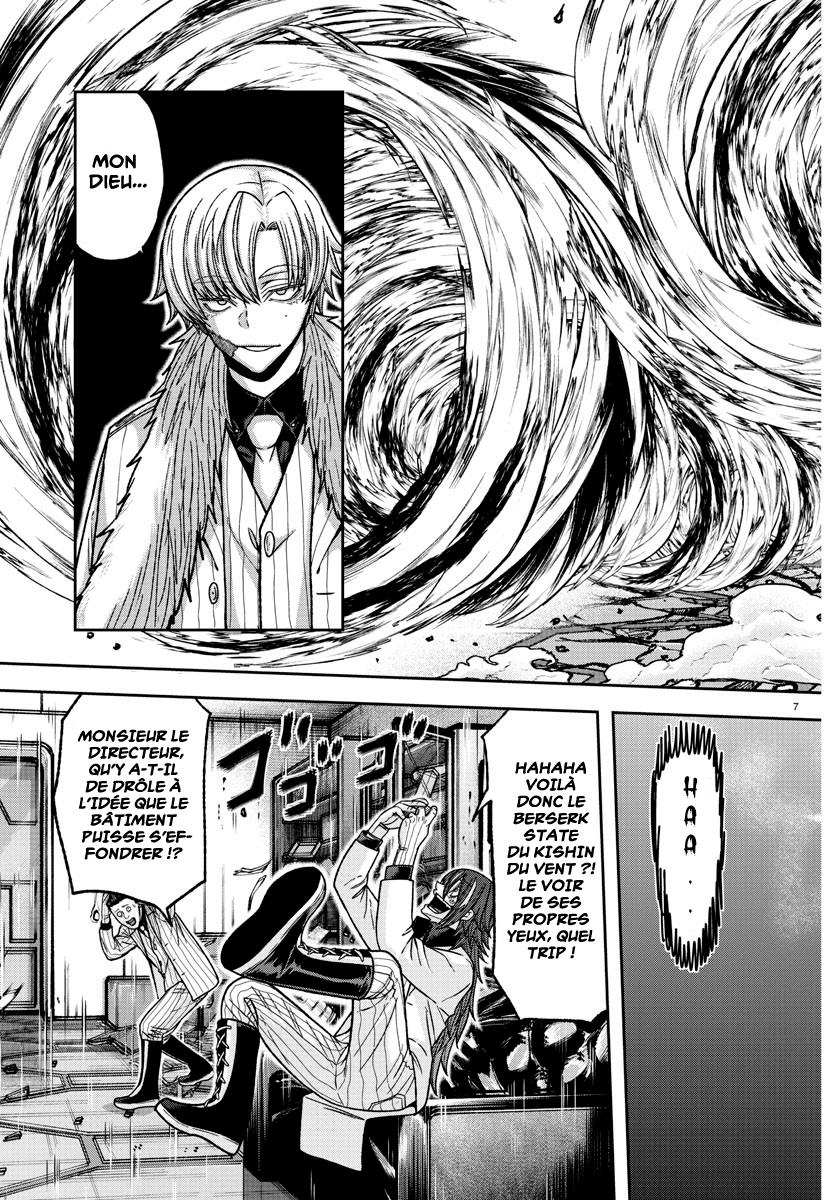 MON
DIEU...
7
HAA..
HAHAHA
VOILÀ
DONC LE
BERSERK
STATE
DU KISHIN
DU VENT ?!
LE VOIR
DE SES
PROPRES
YEUX, QUEL
TRIP !
ゴゴゴ
MONSIEUR LE
DIRECTEUR,
QU'Y A-T-IL
DE DRÔLE À
L'IDÉE QUE LE
BÂTIMENT
PUISSE S'EF-
FONDRER !?